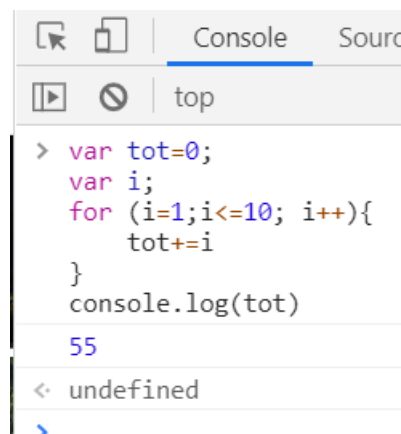 Console Sourc
top
> var tot=0;
var i;
for (i=1;i<=10; i++){
    tot+=i
}
console.log(tot)
55
undefined
>